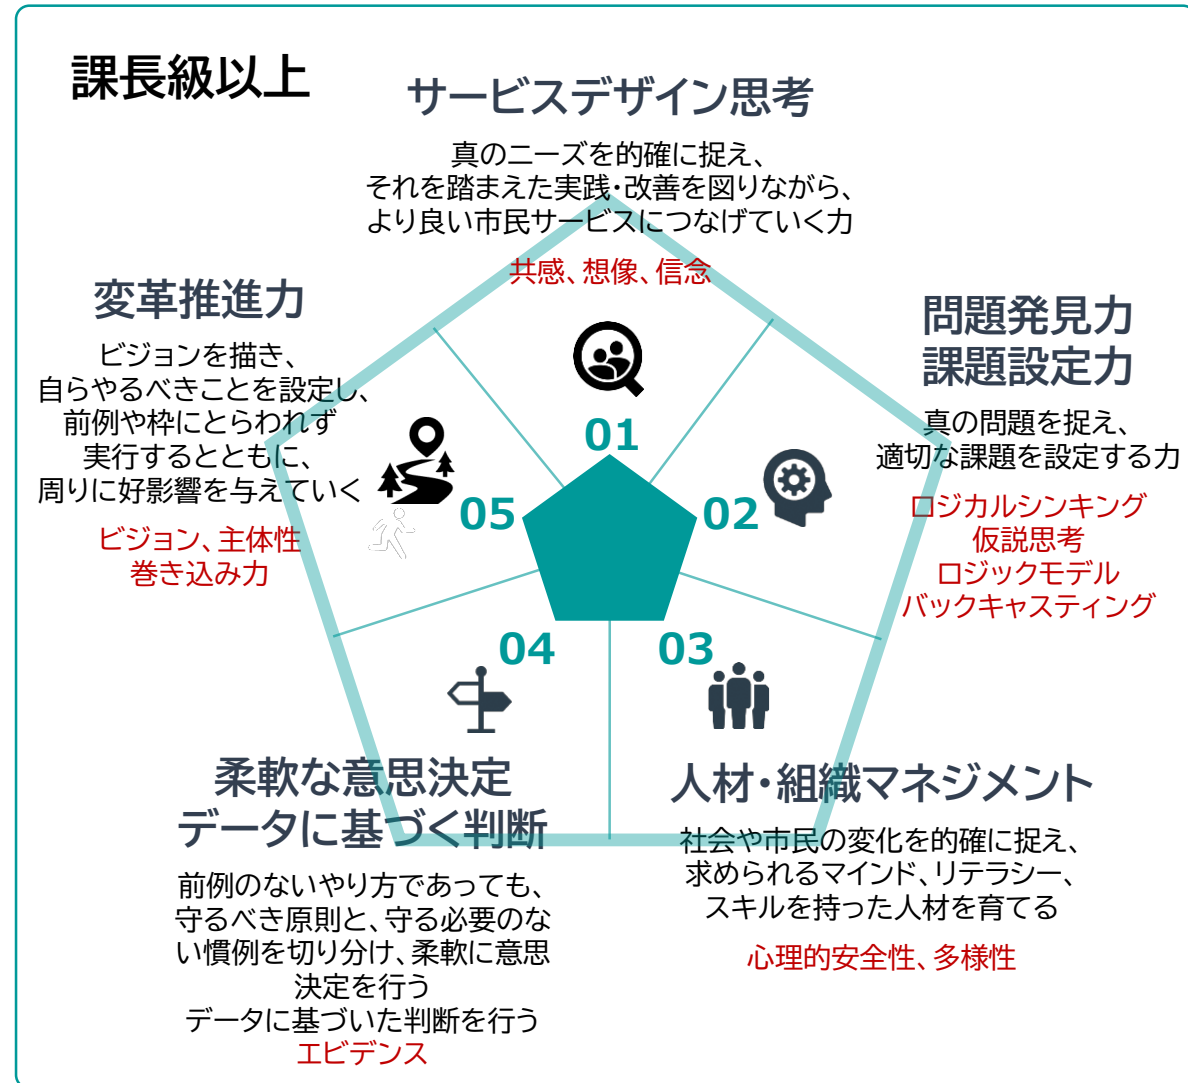 課長級以上
サービスデザイン思考
真のニーズを的確に捉え、
それを踏まえた実践・改善を図りながら、
より良い市民サービスにつなげていく力
共感、想像、信念
01
問題発見力
課題設定力
真の問題を捉え、
適切な課題を設定する力
ロジカルシンキング
仮説思考
ロジックモデル
バックキャスティング
02
人材・組織マネジメント
社会や市民の変化を的確に捉え、
求められるマインド、リテラシー、
スキルを持った人材を育てる
心理的安全性、多様性
03
柔軟な意思決定
データに基づく判断
前例のないやり方であっても、
守るべき原則と、守る必要のな
い慣例を切り分け、柔軟に意思
決定を行う
データに基づいた判断を行う
エビデンス
04
変革推進力
ビジョンを描き、
自らやるべきことを設定し、
前例や枠にとらわれず
実行するとともに、
周りに好影響を与えていく
ビジョン、主体性
巻き込み力
05